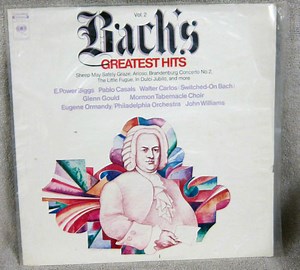 Vol. 2
Bach's
GREATEST HITS
Sheep May Safely Graze, Arioso, Brandenburg Concerto No.2
The Little Fugue, In Dulci Jubilo, and more
E.Power Biggs Pablo Casals Walter Carlos: Switched-On Bach
Glenn Gould Mormon Tabernacle Choir
Eugene Ormandy, Philadelphia Orchestra John Williams